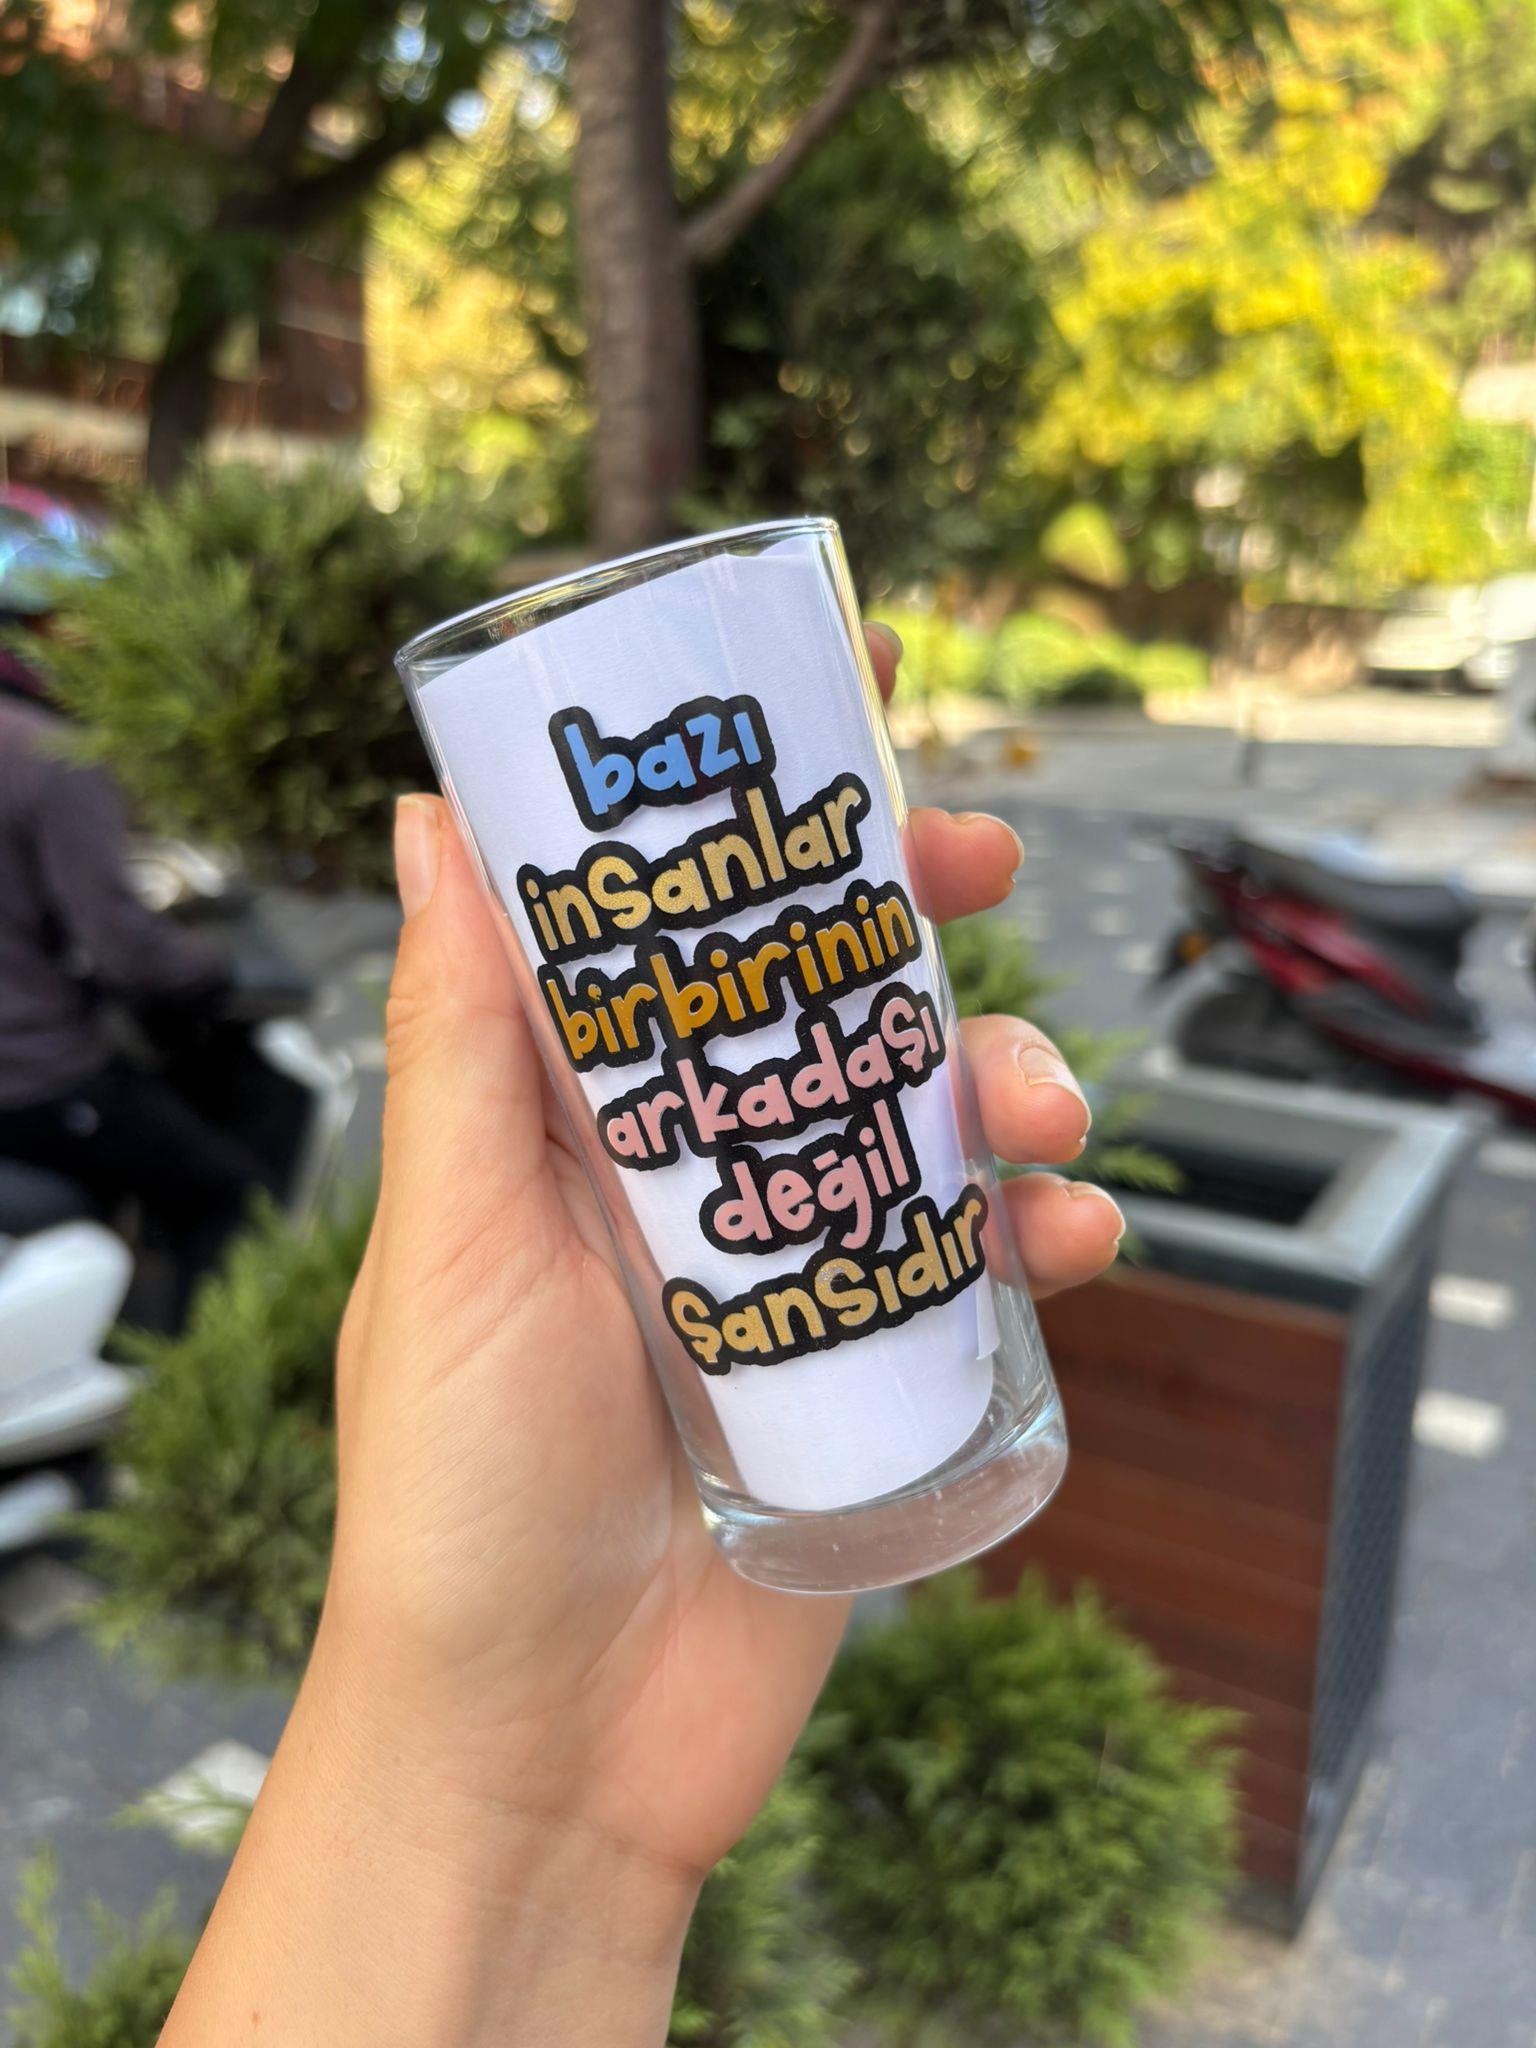 bazı
insanlar
birbirinin
arkadaşı
değil
şansıdır